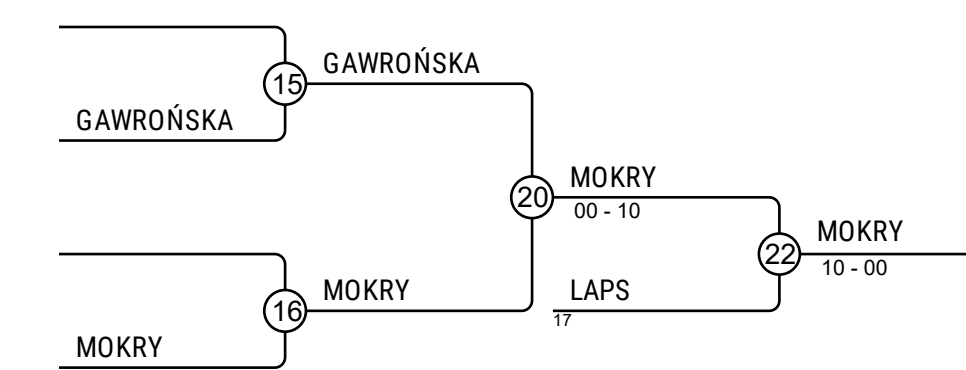 15
GAWROŃSKA
GAWROŃSKA
20
MOKRY
00 - 10
22
MOKRY
10 - 00
16
MOKRY
LAPS
17
MOKRY